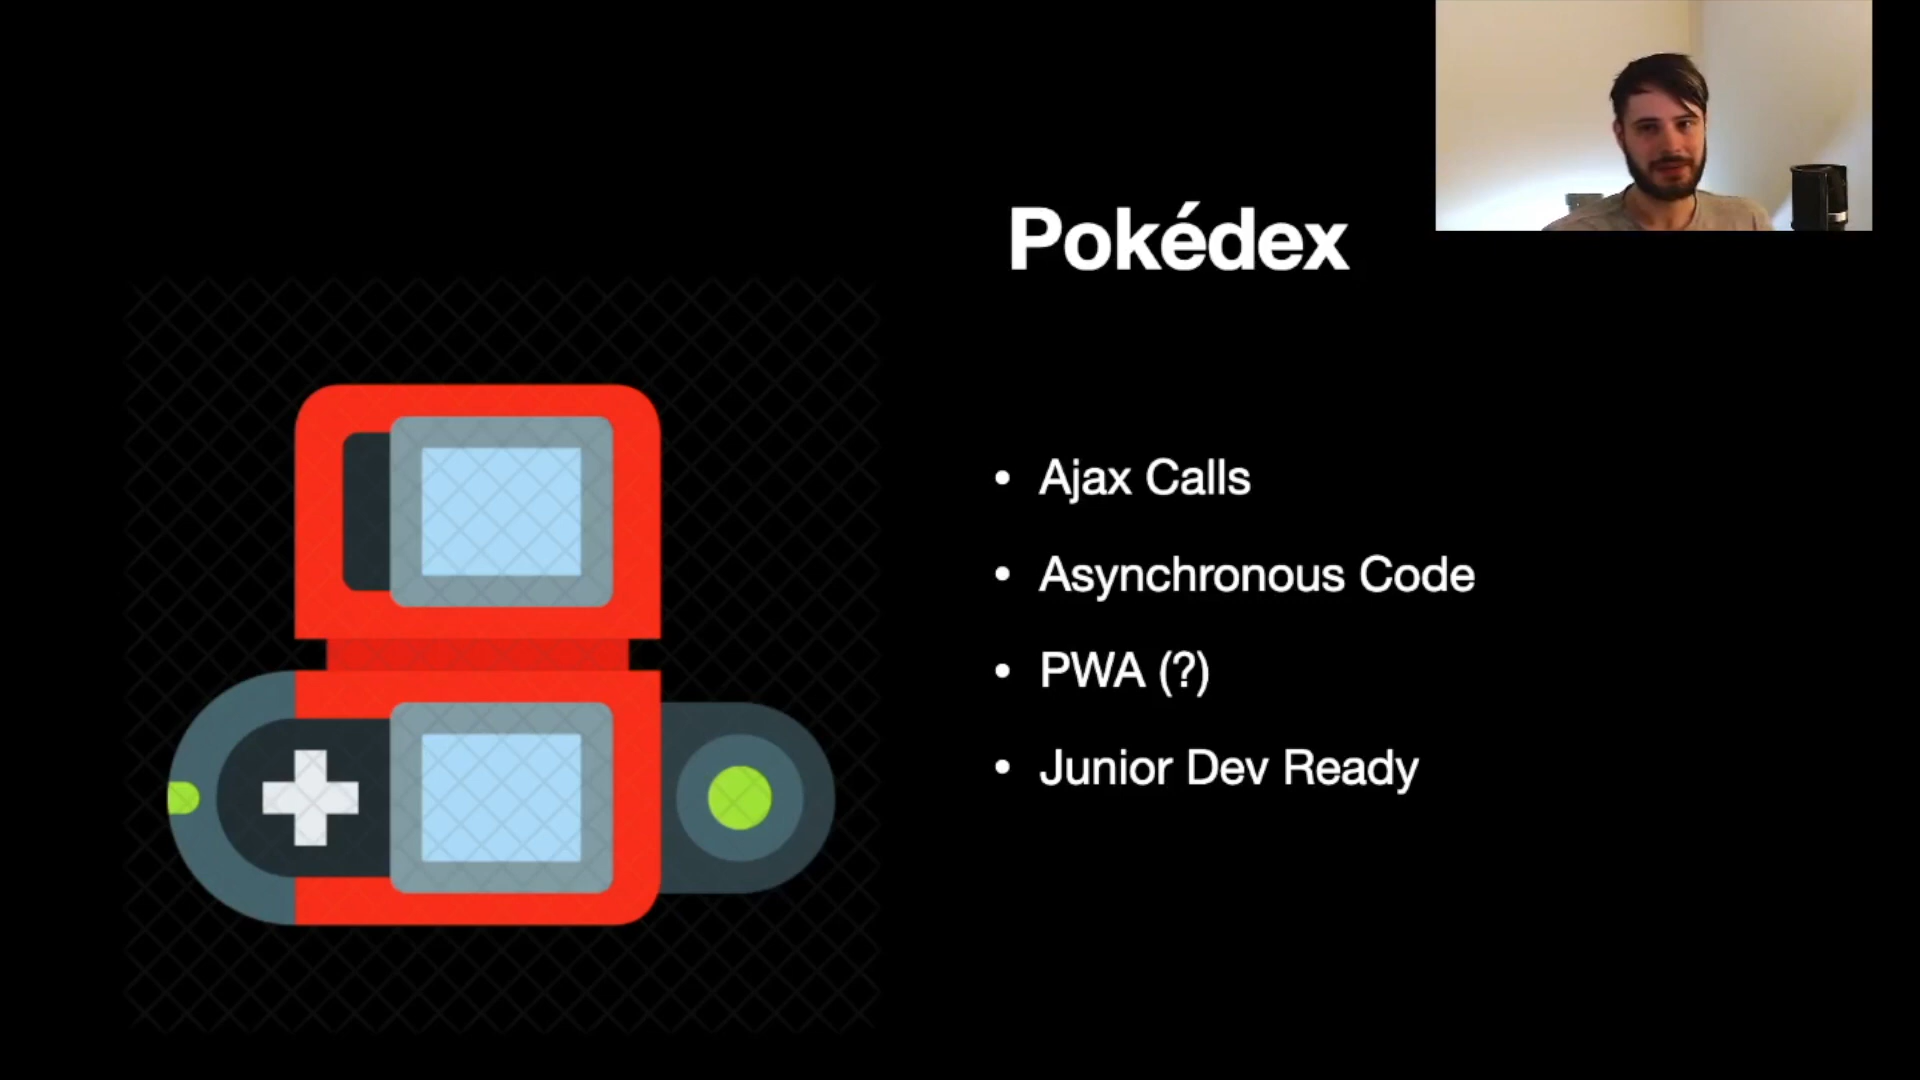 Pokédex
• Ajax Calls
• Asynchronous Code
• PWA (?)
• Junior Dev Ready